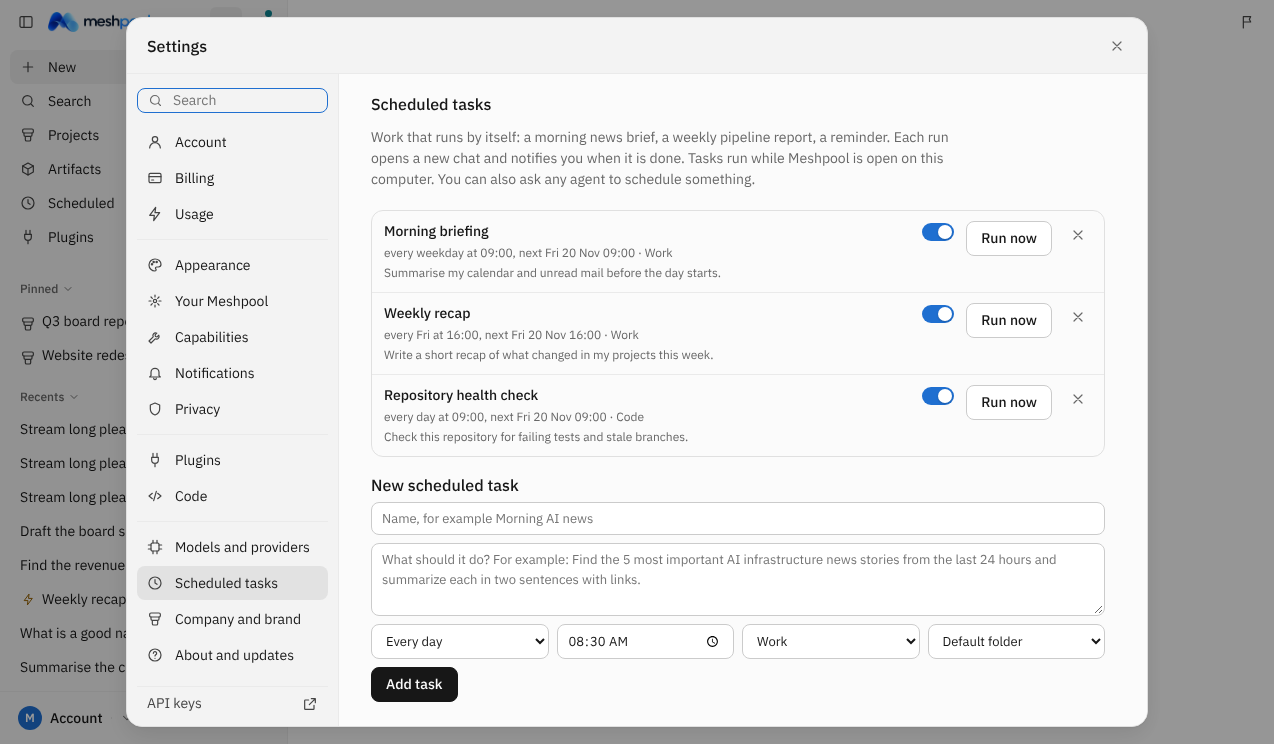 Settings
New
Search
Projects
Artifacts
Scheduled
Plugins
Pinned
Q3 board
Website
Recents
Stream long
Stream long
Stream long
Draft the board
Find the revenue
Weekly recap
What is a good
Summarise the
M
Account
Search
Account
Billing
Usage
Appearance
Your Meshpool
Capabilities
Notifications
Privacy
Plugins
Code
Models and providers
Scheduled tasks
Company and brand
About and updates
API keys
Scheduled tasks
Work that runs by itself: a morning news brief, a weekly pipeline report, a reminder. Each run
opens a new chat and notifies you when it is done. Tasks run while Meshpool is open on this
computer. You can also ask any agent to schedule something.
Morning briefing
every weekday at 09:00, next Fri 20 Nov 09:00 · Work
Summarise my calendar and unread mail before the day starts.
Run now
Weekly recap
every Fri at 16:00, next Fri 20 Nov 16:00 · Work
Write a short recap of what changed in my projects this week.
Run now
Repository health check
every day at 09:00, next Fri 20 Nov 09:00 · Code
Check this repository for failing tests and stale branches.
Run now
New scheduled task
Name, for example Morning AI news
What should it do? For example: Find the 5 most important AI infrastructure news stories from the last 24 hours and
summarize each in two sentences with links.
Every day
08:30 AM
Work
Default folder
Add task